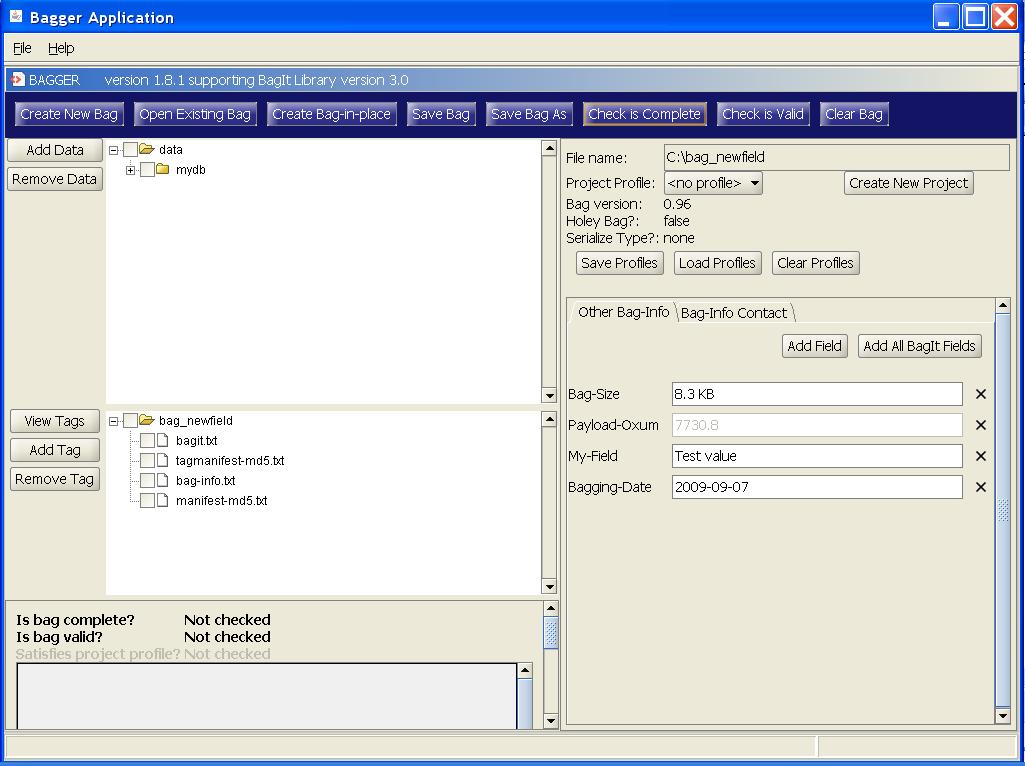 Bagger Application
File Help
BAGGER version 1.8.1 supporting BagIt Library version 3.0
Create New Bag Open Existing Bag Create Bag-in-place Save Bag Save Bag As Check is Complete Check is Valid Clear Bag
Add Data
Remove Data
data
mydb
File name: C:\bag_newfield
Project Profile: <no profile> Create New Project
Bag version: 0.96
Holey Bag?: false
Serialize Type?: none
Save Profiles Load Profiles Clear Profiles
Other Bag-Info Bag-Info Contact
Add Field Add All BagIt Fields
Bag-Size 8.3 KB
Payload-Oxum 7730.8
My-Field Test value
Bagging-Date 2009-09-07
View Tags
Add Tag
Remove Tag
bag_newfield
bagit.txt
tagmanifest-md5.txt
bag-info.txt
manifest-md5.txt
Is bag complete? Not checked
Is bag valid? Not checked
Satisfies project profile? Not checked